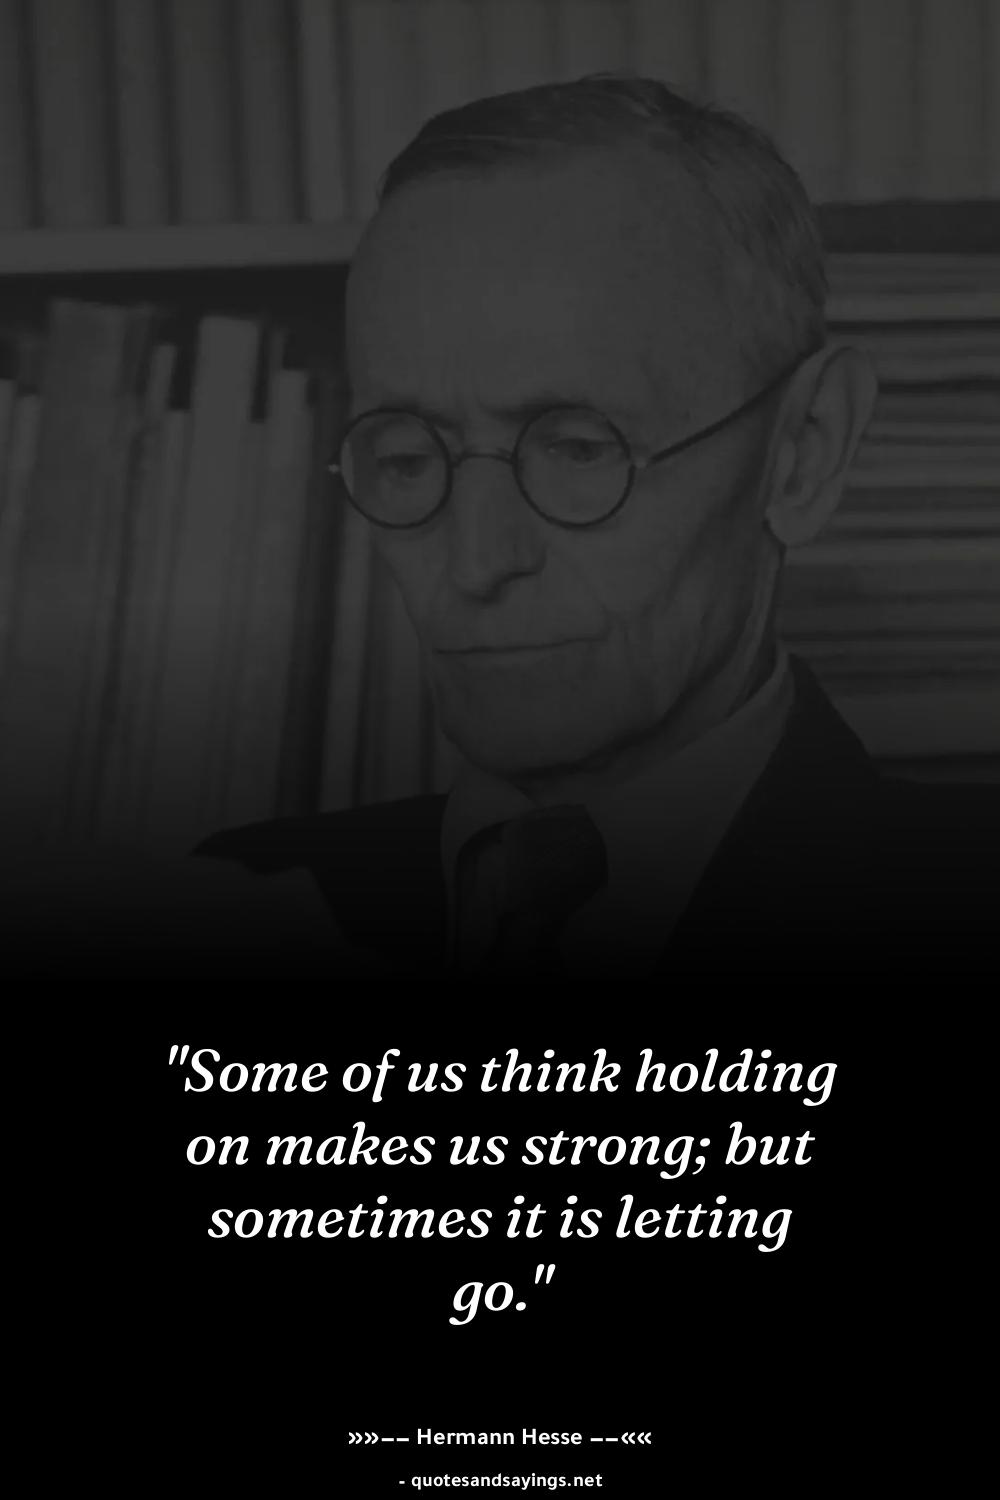 "Some of us think holding
on makes us strong; but
sometimes it is letting
go."
»»–– Hermann Hesse ––««
- quotesandsayings.net